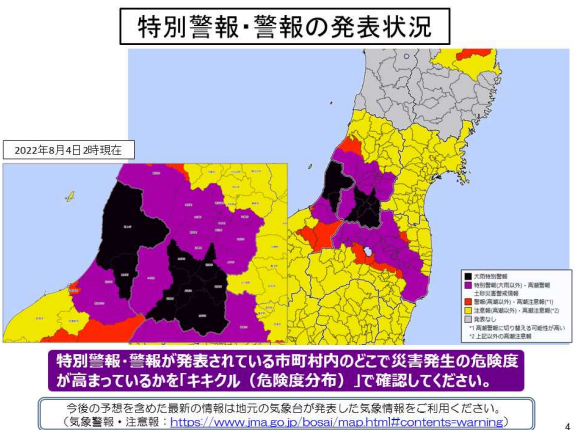 特別警報・警報の発表状況
2022年8月4日2時現在
大雨特別警報
特別警報(大雨以外)・高潮警報
土砂災害警戒情報
警報(高潮以外)・高潮注意報(*1)
注意報(高潮以外)・高潮注意報(*2)
発表なし
*1 高潮警報に切り替える可能性が高い
*2 上記以外の高潮注意報
特別警報・警報が発表されている市町村内のどこで災害発生の危険度
が高まっているかを「キキクル（危険度分布）」で確認してください。
今後の予想を含めた最新の情報は地元の気象台が発表した気象情報をご利用ください。
（気象警報・注意報：https://www.jma.go.jp/bosai/map.html#contents=warning）
4